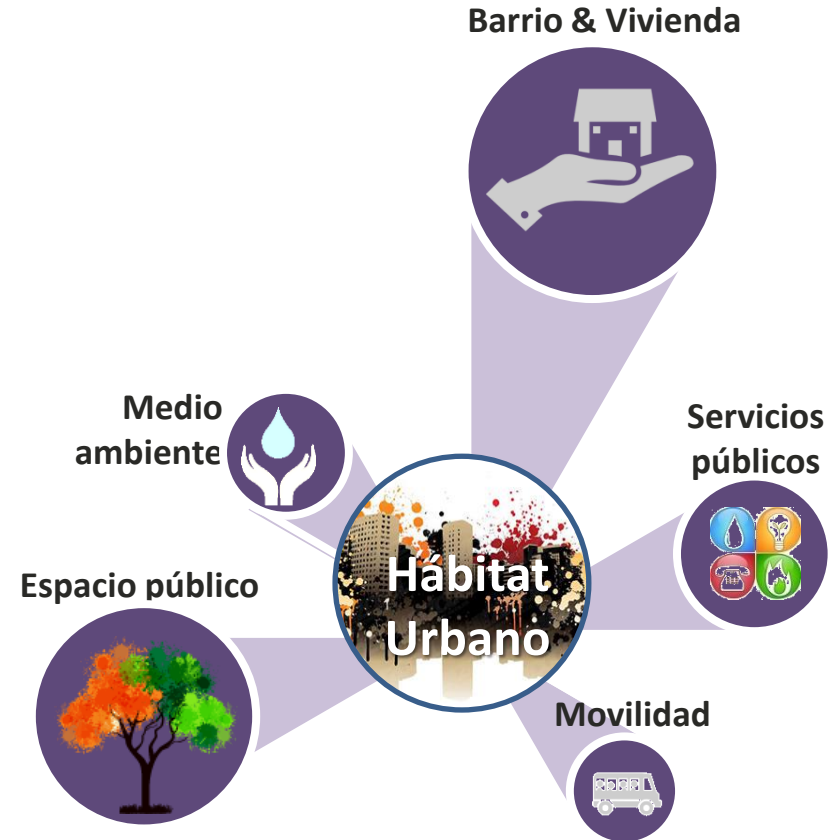 Barrio & Vivienda
Medio
ambiente
Servicios
públicos
Hábitat
Urbano
Espacio público
Movilidad